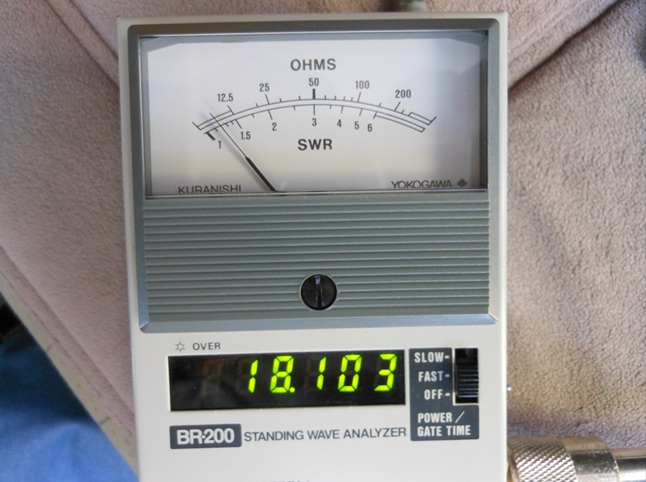 OHMS
12.5 25 50 100 200
1 1.5 2 3 4 5 6
SWR
KURANISHI YOKOGAWA
OVER
18.103
SLOW-
FAST-
OFF-
POWER/
GATE TIME
BR-200 STANDING WAVE ANALYZER